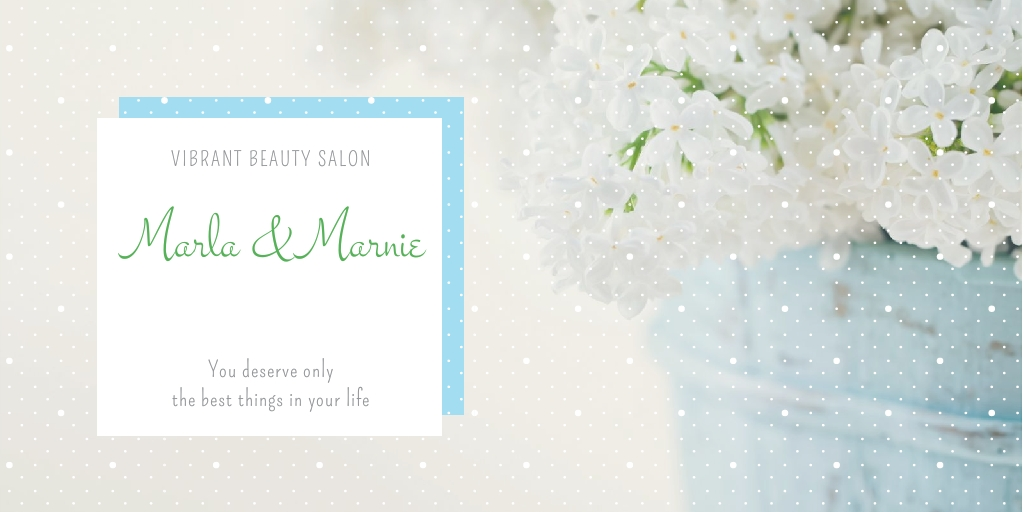 VIBRANT BEAUTY SALON
Marla & Marnie
You deserve only
the best things in your life